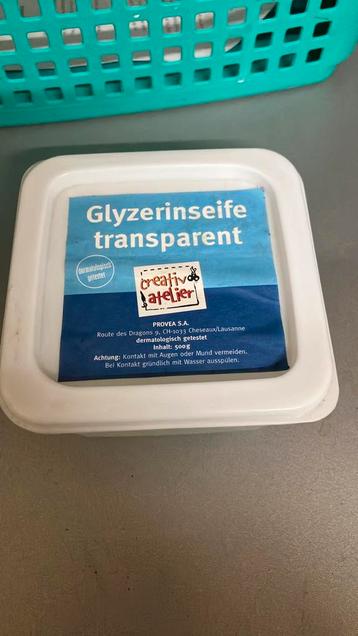 Glyzerinseife
transparent
dermatologisch
getestet
creativ
atelier
PROVEA S.A.
Route des Dragons 9, CH-1033 Cheseaux/Lausanne
dermatologisch getestet
Inhalt: 500g
Achtung: Kontakt mit Augen oder Mund vermeiden.
Bei Kontakt gründlich mit Wasser ausspülen.